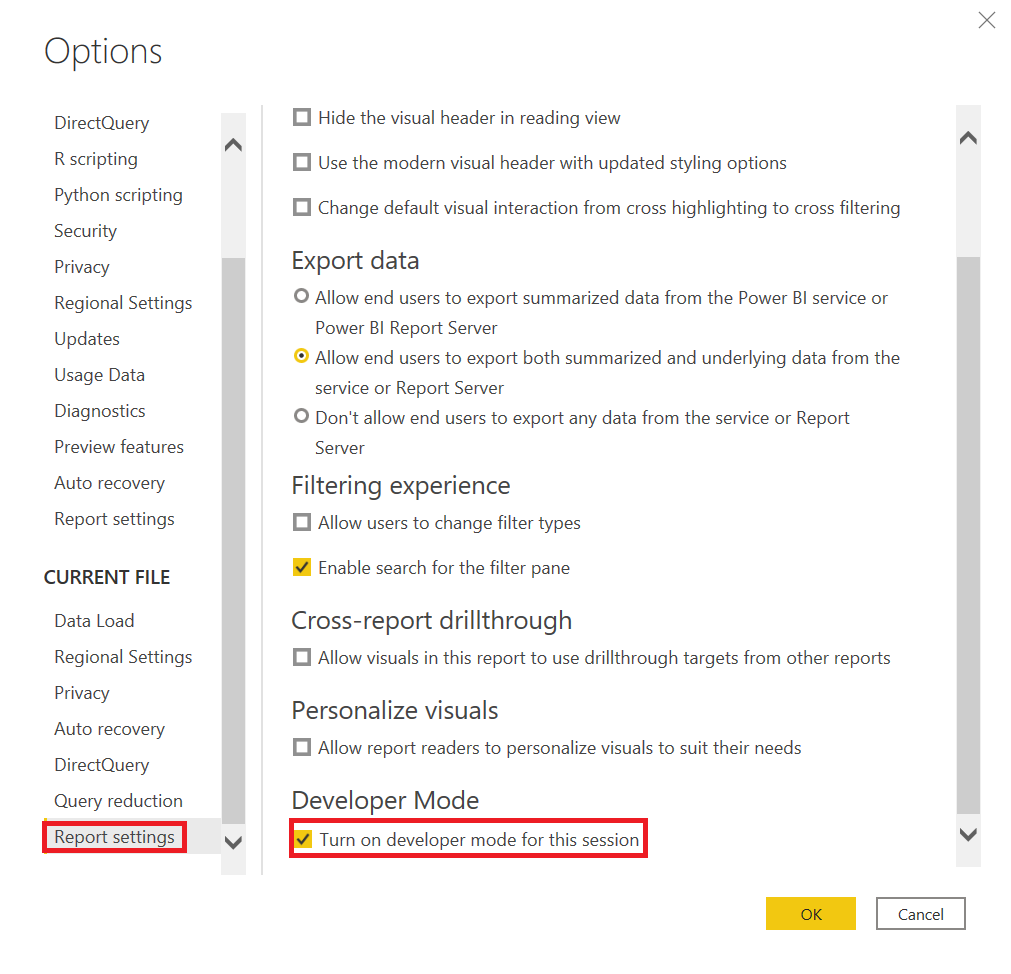 Options
DirectQuery
R scripting
Python scripting
Security
Privacy
Regional Settings
Updates
Usage Data
Diagnostics
Preview features
Auto recovery
Report settings
CURRENT FILE
Data Load
Regional Settings
Privacy
Auto recovery
DirectQuery
Query reduction
Report settings
Hide the visual header in reading view
Use the modern visual header with updated styling options
Change default visual interaction from cross highlighting to cross filtering
Export data
Allow end users to export summarized data from the Power BI service or
Power BI Report Server
Allow end users to export both summarized and underlying data from the
service or Report Server
Don't allow end users to export any data from the service or Report
Server
Filtering experience
Allow users to change filter types
Enable search for the filter pane
Cross-report drillthrough
Allow visuals in this report to use drillthrough targets from other reports
Personalize visuals
Allow report readers to personalize visuals to suit their needs
Developer Mode
Turn on developer mode for this session
OK
Cancel